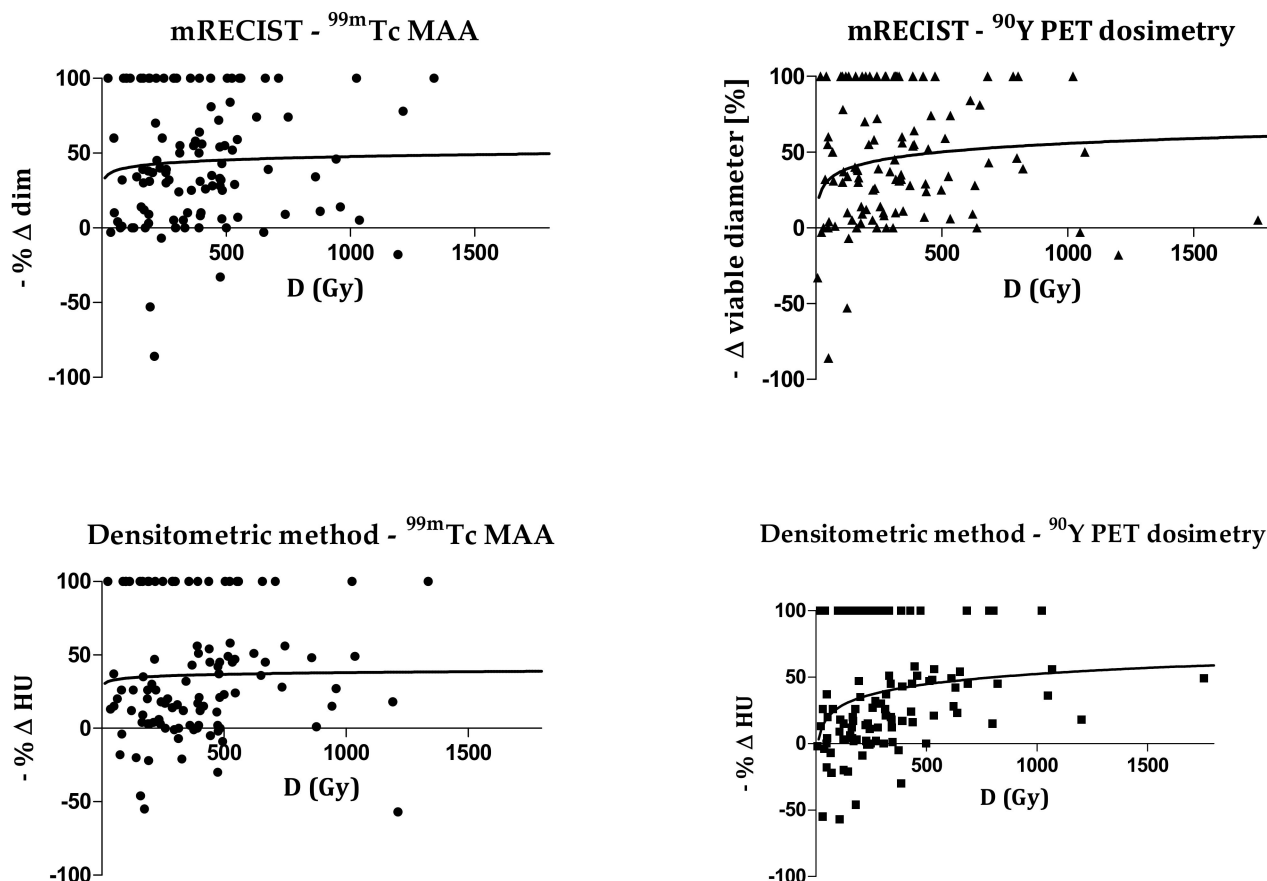 mRECIST - 99mTc MAA
100
50
0
-50
-100
500
1000
1500
D (Gy)
- % Δ dim
mRECIST - 90Y PET dosimetry
100
50
0
-50
-100
500
1000
1500
D (Gy)
- Δ viable diameter [%]
Densitometric method - 99mTc MAA
100
50
0
-50
-100
500
1000
1500
D (Gy)
- % Δ HU
Densitometric method - 90Y PET dosimetry
100
50
0
-50
-100
500
1000
1500
D (Gy)
- % Δ HU